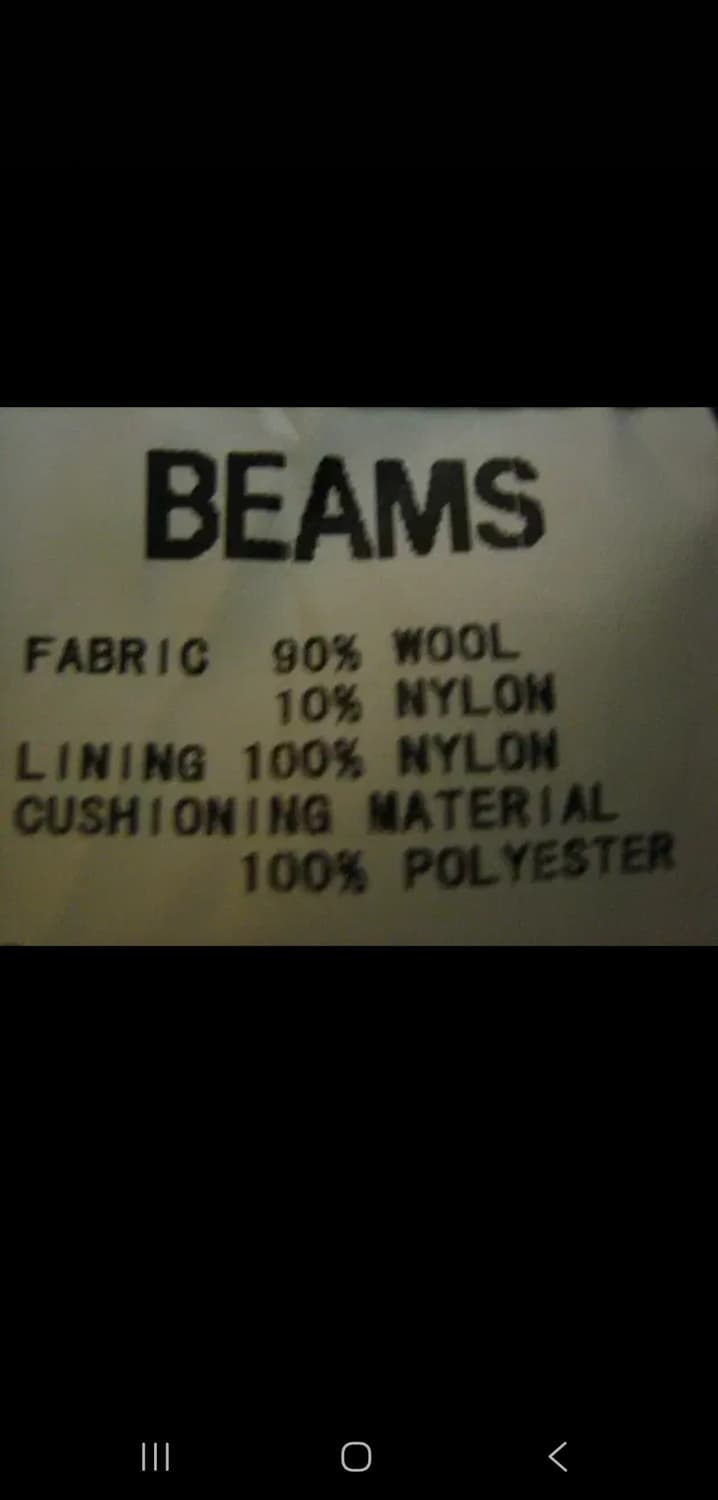 BEAMS
FABRIC 90% WOOL
10% NYLON
LINING 100% NYLON
CUSHIONING MATERIAL
100% POLYESTER